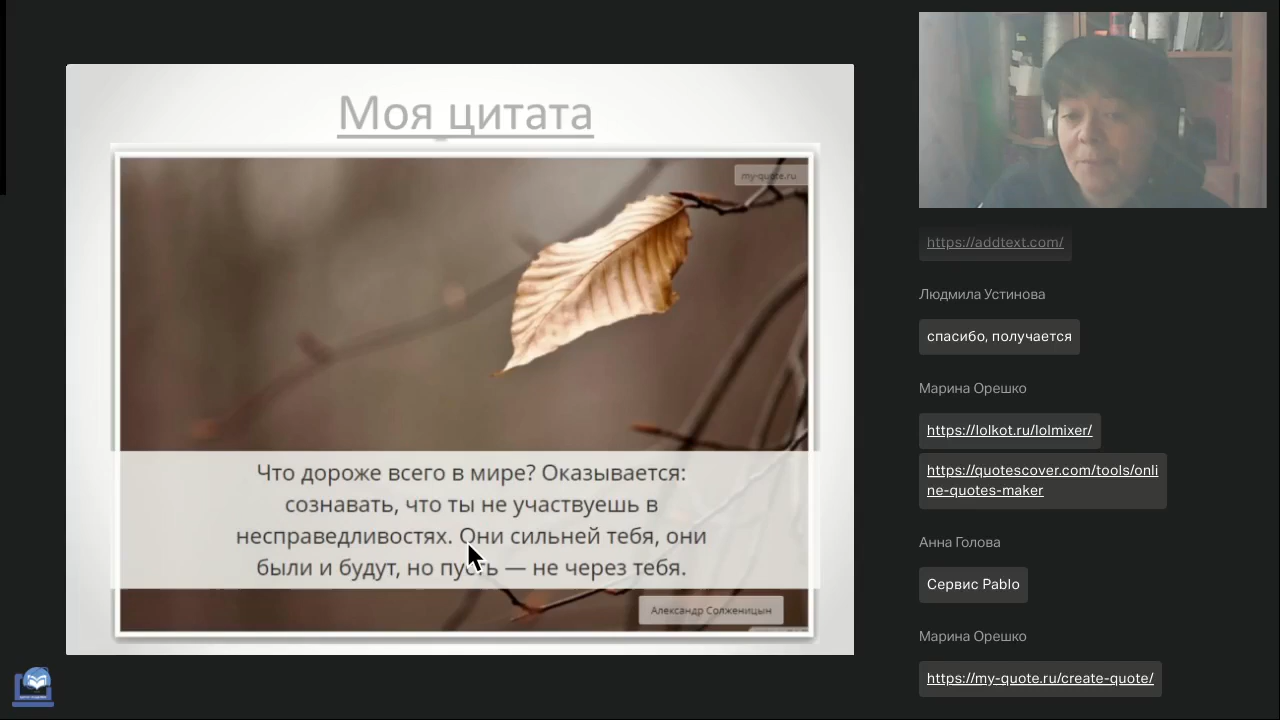 Моя цитата
my-quote.ru
Что дороже всего в мире? Оказывается:
сознавать, что ты не участвуешь в
несправедливостях. Они сильней тебя, они
были и будут, но пусть — не через тебя.
Александр Солженицын
https://addtext.com/
Людмила Устинова
спасибо, получается
Марина Орешко
https://lolkot.ru/lolmixer/
https://quotescover.com/tools/onli
ne-quotes-maker
Анна Голова
Сервис Pablo
Марина Орешко
https://my-quote.ru/create-quote/